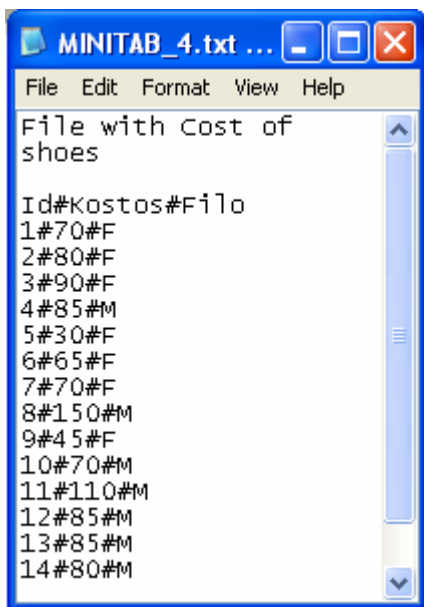 MINITAB_4.txt ...
File Edit Format View Help
File with Cost of
shoes
Id#Kostos#Filo
1#70#F
2#80#F
3#90#F
4#85#M
5#30#F
6#65#F
7#70#F
8#150#M
9#45#F
10#70#M
11#110#M
12#85#M
13#85#M
14#80#M